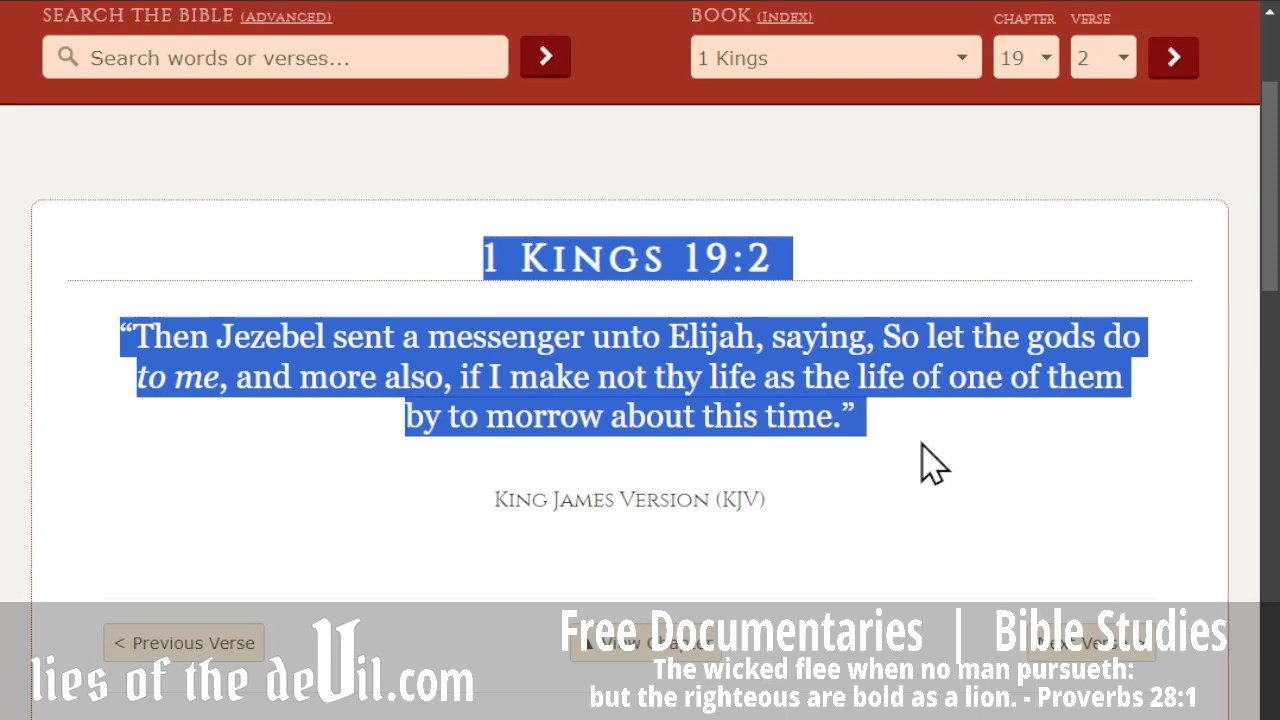 SEARCH THE BIBLE (ADVANCED)
BOOK (INDEX)
CHAPTER VERSE
Search words or verses...
1 Kings
19
2
1 KINGS 19:2
“Then Jezebel sent a messenger unto Elijah, saying, So let the gods do
to me, and more also, if I make not thy life as the life of one of them
by to morrow about this time.”
KING JAMES VERSION (KJV)
< Previous Verse
▲ View Chapter
Next Verse >
lies of the devil.com
Free Documentaries | Bible Studies
The wicked flee when no man pursueth:
but the righteous are bold as a lion. - Proverbs 28:1